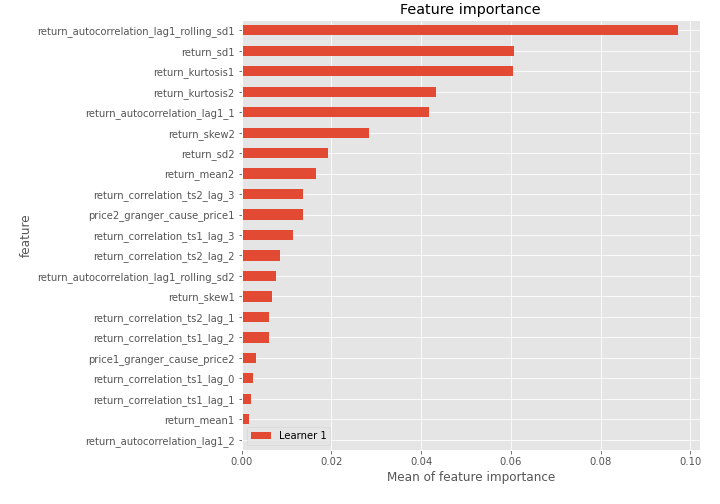 Feature importance
return_autocorrelation_lag1_rolling_sd1
return_sd1
return_kurtosis1
return_kurtosis2
return_autocorrelation_lag1_1
return_skew2
return_sd2
return_mean2
return_correlation_ts2_lag_3
price2_granger_cause_price1
return_correlation_ts1_lag_3
return_correlation_ts2_lag_2
return_autocorrelation_lag1_rolling_sd2
return_skew1
return_correlation_ts2_lag_1
return_correlation_ts1_lag_2
price1_granger_cause_price2
return_correlation_ts1_lag_0
return_correlation_ts1_lag_1
return_mean1
return_autocorrelation_lag1_2
feature
Learner 1
0.00 0.02 0.04 0.06 0.08 0.10
Mean of feature importance